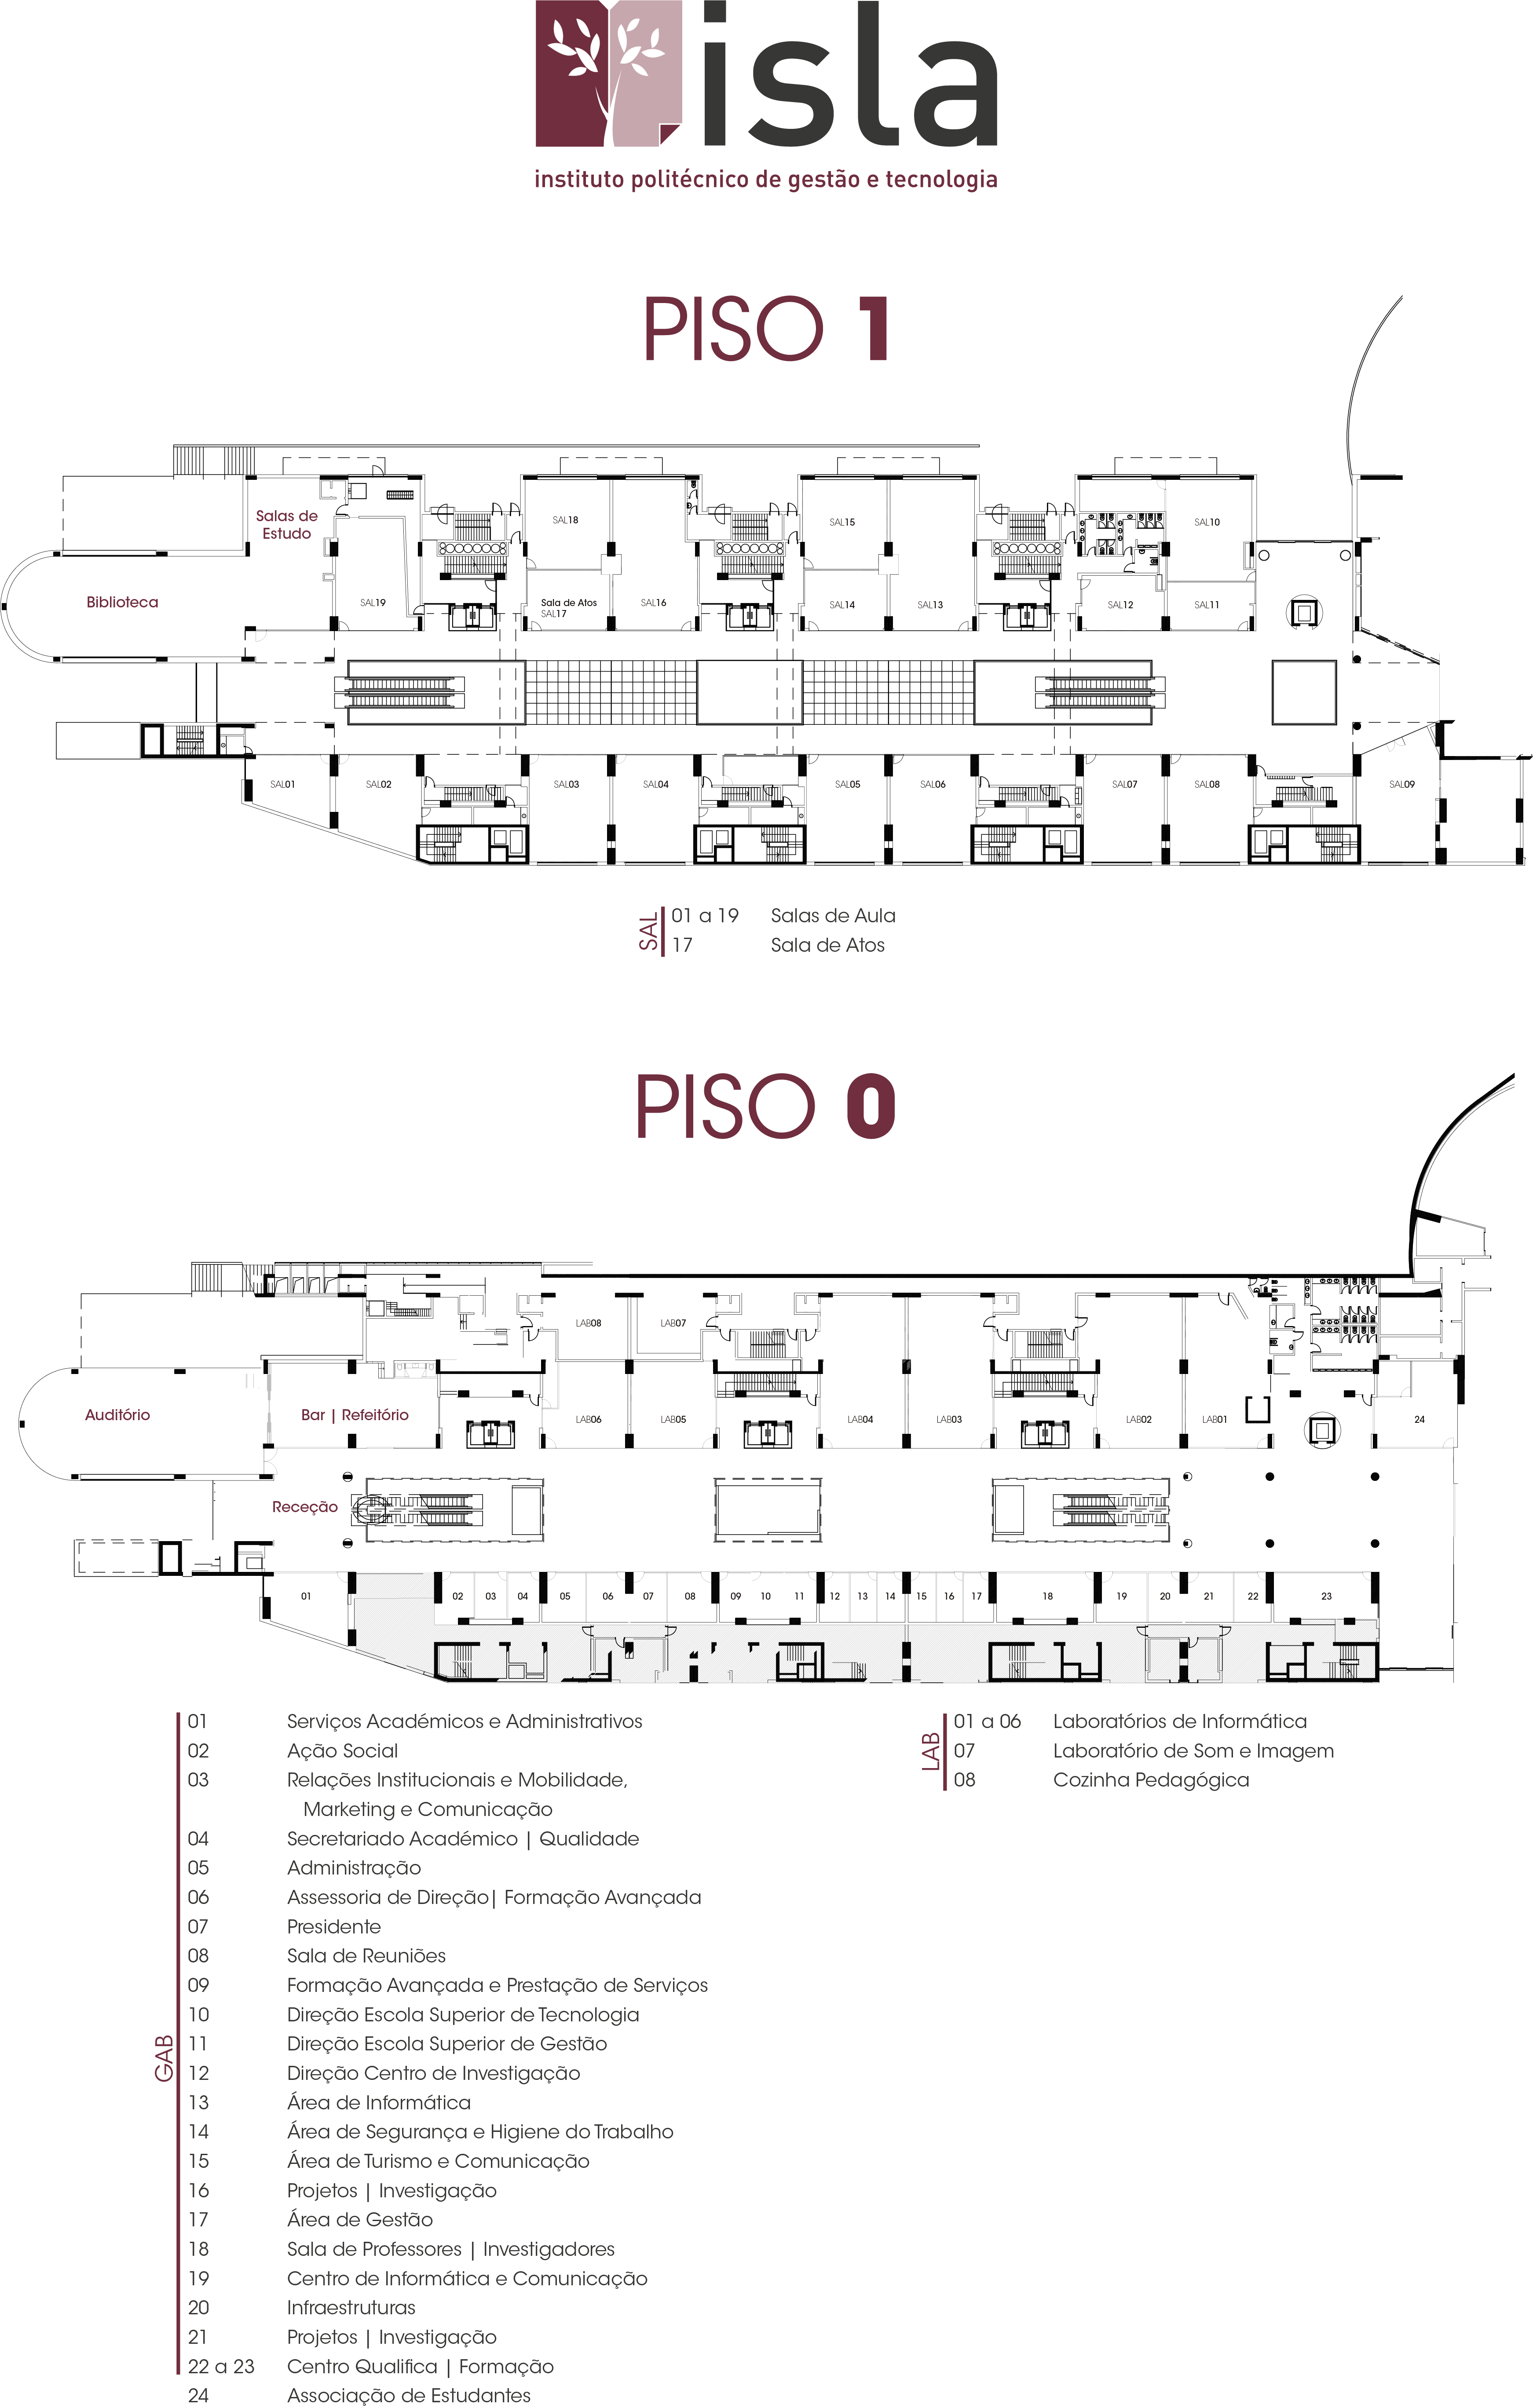 isla
instituto politécnico de gestão e tecnologia
PISO 1
Salas de
Estudo
Biblioteca
SAL19
SAL18
Sala de Atos
SAL17
SAL16
SAL15
SAL14
SAL13
SAL10
SAL12
SAL11
SAL01
SAL02
SAL03
SAL04
SAL05
SAL06
SAL07
SAL08
SAL09
SAL
01 a 19 Salas de Aula
17 Sala de Atos
PISO 0
LAB08
LAB07
Auditório
Bar | Refeitório
LAB06
LAB05
LAB04
LAB03
LAB02
LAB01
24
Receção
01
02
03
04
05
06
07
08
09
10
11
12
13
14
15
16
17
18
19
20
21
22
23
GAB
01 Serviços Académicos e Administrativos
02 Ação Social
03 Relações Institucionais e Mobilidade,
Marketing e Comunicação
04 Secretariado Académico | Qualidade
05 Administração
06 Assessoria de Direção| Formação Avançada
07 Presidente
08 Sala de Reuniões
09 Formação Avançada e Prestação de Serviços
10 Direção Escola Superior de Tecnologia
11 Direção Escola Superior de Gestão
12 Direção Centro de Investigação
13 Área de Informática
14 Área de Segurança e Higiene do Trabalho
15 Área de Turismo e Comunicação
16 Projetos | Investigação
17 Área de Gestão
18 Sala de Professores | Investigadores
19 Centro de Informática e Comunicação
20 Infraestruturas
21 Projetos | Investigação
22 a 23 Centro Qualifica | Formação
24 Associação de Estudantes
LAB
01 a 06 Laboratórios de Informática
07 Laboratório de Som e Imagem
08 Cozinha Pedagógica